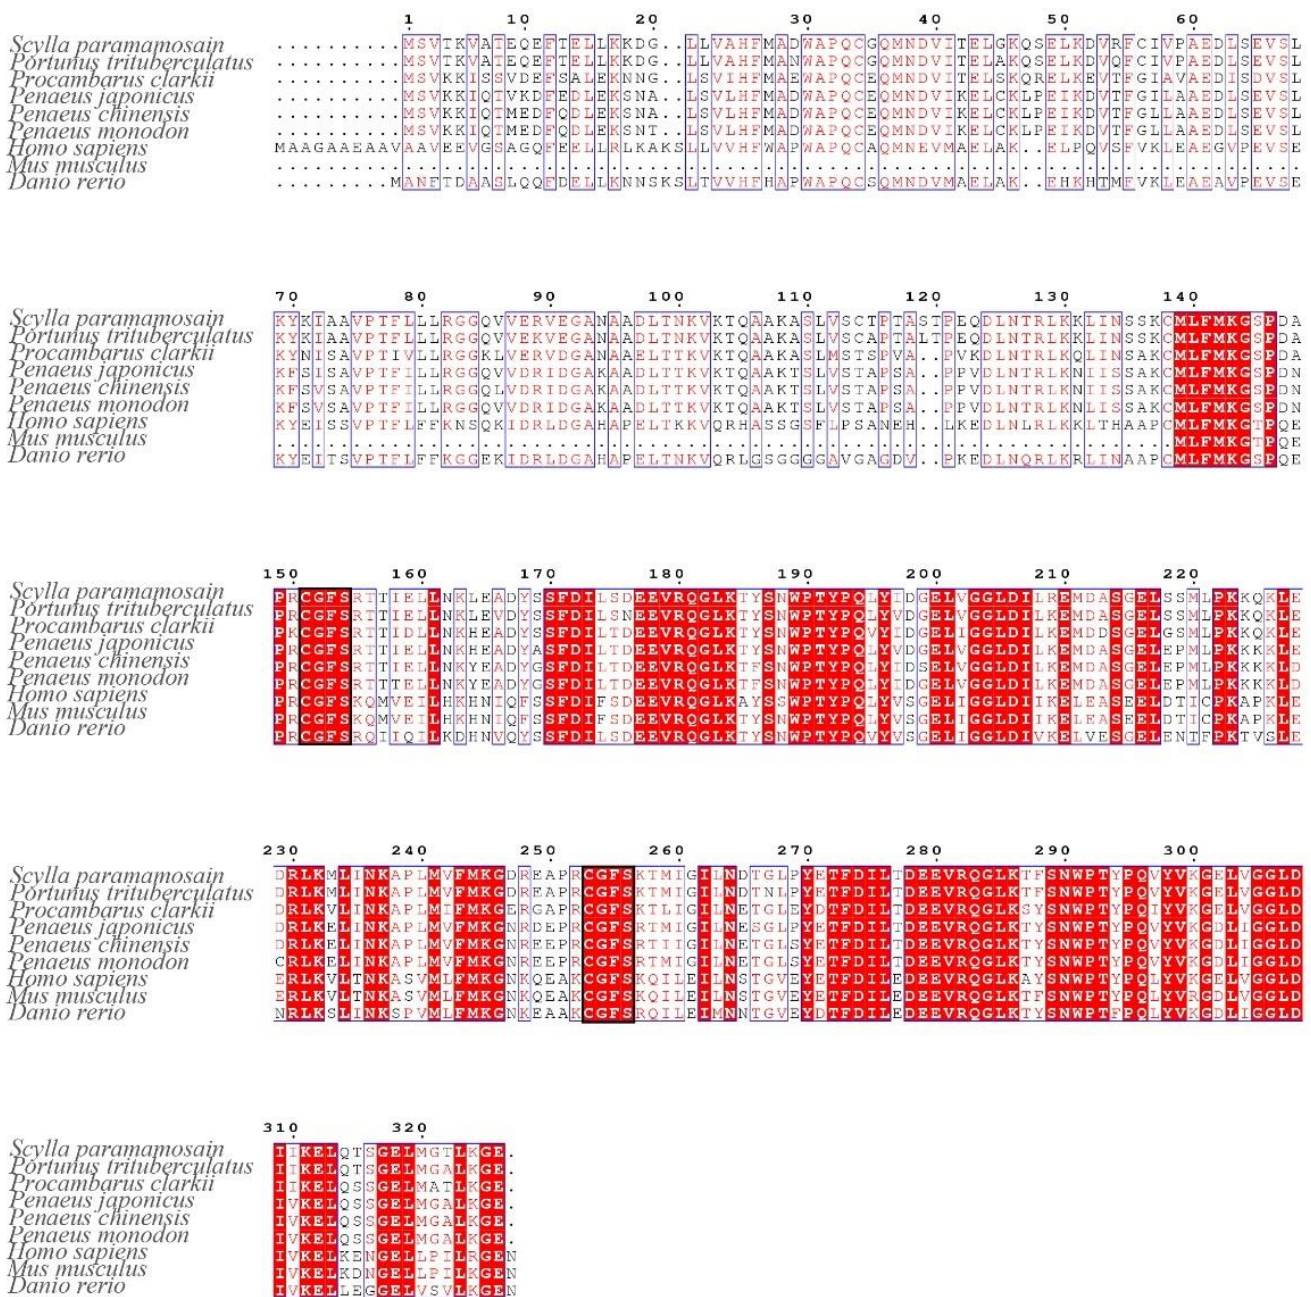 1 10 20 30 40 50 60
Scylla paramamosain ..........MSVTKVATEQEFTELLKKDG..LLVAHFMADWAPQCGQMNDVITELGKQSELKDVRFCIVPAEDLSEVSL
Portunus trituberculatus ..........MSVTKVATEQEFTELLKKDG..LLVIHFMANWAPQCGQMNDVITELAKQSELKDVQFCIVPAEDLSEVSL
Procambarus clarkii ..........MSVKKISSVDEFSALEKNNG..LSVLHFMAEWAPQCEQMNDVITELSKQRELKEVTFGIAVAEDISEVSL
Penaeus japonicus ..........MSVKKIQTVKDFEDLEKSNA..LSVLHFMADWAPQCEQMNDVIKELCKLPEIKDVTFGILAAEDLSEVSL
Penaeus chinensis ..........MSVKKIQTMEDFQDLEKSNA..LSVLHFMADWAPQCEQMNDVIKELCKLPEIKDVTFGLLAAEDLSEVSL
Penaeus monodon ..........MSVKKIQTMEDFQDLEKSNT..LSVLHFMADWAPQCEQMNDVIKELCKLPEIKDVTFGLLAAEDLSEVSL
Homo sapiens MAAGAAEAAVAAVEEVGSAGQFEELLRLKAKSLLVVHFWAPWAPQCAQMNEVMAELAK..ELPQVSFVKLEAEGVPEVSE
Mus musculus ................................................................................
Danio rerio .........MANFTDAASLQQFDELLKNNSKSLTVVHFHAPWAPQCSQMNDVMAELAK..EHKHTMFVKLEAEAVPEVSE
70 80 90 100 110 120 130 140
Scylla paramamosain KYKIAAVPTFLLLRGGQVVERVEGANAADLTNKVKTQAAKASLVSCTPTASTPEQDLNTRLKKLINSSKCMLFMKGSPDA
Portunus trituberculatus KYKIAAVPTFLLLRGGQVVEKVEGANAADLTNKVKTQAAKASLVSCAPTALTPEQDLNTRLKKLINSSKCMLFMKGSPDA
Procambarus clarkii KYNISAVPTIVLLRGGKLVERVDGANAAELTTKVKTQAAKASLMSTSPVA..PVKDLNTRLKQLINSSKCMLFMKGSPDA
Penaeus japonicus KFSISAVPTFILLRGGQVVDRIDGAKAADLTTKVKTQAAKTSLVSTAPSA..PPVDLNTRLKNIISSAKCMLFMKGSPDN
Penaeus chinensis KFSVSAVPTFILLRGGQLVDRIDGAKAADLTTKVKTQAAKTSLVSTAPSA..PPVDLNTRLKNLISSAKCMLFMKGSPDN
Penaeus monodon KFSVSAVPTFILLRGGQVVDRIDGAKAADLTTKVKTQAAKTSLVSTAPSA..PPVDLNTRLKNLISSAKCMLFMKGSPDN
Homo sapiens KYEISSVPTFLFFKNSQKIDRLDGAHAPELTKKVQRHASSGSFLPSANEH..LKEDLNLRLKKLTHAAPCMLFMKGTPQE
Mus musculus ......................................................................MLFMKGTPQE
Danio rerio KYEITSVPTFLFFKGGEKIDRLDGAHAPELTNKVQRLGSGGGGAVGAGDV..PKEDLNQRLKRLINAAPCMLFMKGSPQE
150 160 170 180 190 200 210 220
Scylla paramamosain PRCGFSRTTIELLNKLEADYSSFDILSDEEVRQGLKTYSNWPTYPQLYIDGELVGGLDILREMDASGELSSMLPKKQKLE
Portunus trituberculatus PRCGFSRTTIELLNKLEVDYSSFDILSNEEVRQGLKTYSNWPTYPQLYVDGELVGGLDILKEMDASGELSSMLPKKQKLE
Procambarus clarkii PKCGFSRTTIDLLNKHEADYSSFDILTDEEVRQGLKTYSNWPTYPQVYIDGELIGGLDILKEMDDSGELGSMLPKKQKLE
Penaeus japonicus PRCGFSRTTIELLNKHEADYASFDILTDEEVRQGLKTYSNWPTYPQLYVDGELVGGLDILKEMDASGELEPMLPKKKKLE
Penaeus chinensis PRCGFSRTTIELLNKYEADYGSFDILTDEEVRQGLKTFSNWPTYPQLYIDSELVGGLDILKEMDASGELEPMLPKKKKLD
Penaeus monodon PRCGFSRTTTELLNKYEADYGSFDILTDEEVRQGLKTFSNWPTYPQLYIDGELVGGLDILKEMDASGELEPMLPKKKKLD
Homo sapiens PRCGFSKQMVEILHKHNIQFSSFDIFSDEEVRQGLKAYSSWPTYPQLYVSGELIGGLDIIKELEASEELDTICPKAPKLE
Mus musculus PRCGFSKQMVEILHKHNIQFSSFDIFSDEEVRQGLKTYSNWPTYPQLYVSGELIGGLDIIKELEASEELDTICPKAPKLE
Danio rerio PRCGFSRQIIQILKDHNVQYSSFDILSDEEVRQGLKTYSNWPTYPQVYVSGELIGGLDIVKELVESGELENTFPKTVSLE
230 240 250 260 270 280 290 300
Scylla paramamosain DRLKMLINKAPLMVFMKGDREAPRCGFSKTMIGILNDTGLPYETFDILTDEEVRQGLKTFSNWPTYPQVYVKGELVGGLD
Portunus trituberculatus DRLKMLINKAPLMVFMKGDREAPRCGFSKTMIGILNDTNLPYETFDILTDEEVRQGLKTFSNWPTYPQVYVKGELVGGLD
Procambarus clarkii DRLKVLINKAPLMIFMKGERGAPRCGFSKTLIGILNETGLEYDTFDILTDEEVRQGLKSYSNWPTYPQIYVKGELVGGLD
Penaeus japonicus DRLKELINKAPLMVFMKGNRDEPRCGFSRTMIGILNESGLPYETFDILTDEEVRQGLKTYSNWPTYPQVYVKGELIGGLD
Penaeus chinensis DRLKELINKAPLMVFMKGNREEPRCGFSRTIIGILNETGLSYETFDILTDEEVRQGLKTYSNWPTYPQVYVKGDLIGGLD
Penaeus monodon CRLKELINKAPLMVFMKGNREEPRCGFSRTMIGILNETGLSYETFDILTDEEVRQGLKTYSNWPTYPQVYVKGDLIGGLD
Homo sapiens ERLKVLTNKASVMLFMKGNKQEAKCGFSKQILEILNSTGVEYETFDILEDEEVRQGLKAYSNWPTYPQLYVKGELVGGLD
Mus musculus ERLKVLTNKASVMLFMKGNKQEAKCGFSKQILEILNSTGVEYETFDILEDEEVRQGLKTFSNWPTYPQLYVRGDLVGGLD
Danio rerio NRLKSLINKSPVMLFMKGNKEAAKCGFSRQILEIMNNTGVEYDTFDILEDEEVRQGLKTYSNWPTFPQLYVKGDLIGGLD
310 320
Scylla paramamosain IIKELQTSGELMGTLKGE.
Portunus trituberculatus IIKELQTSGELMGALKGE.
Procambarus clarkii IIKELQSSGELMATLKGE.
Penaeus japonicus IVKELQSSGELMGALKGE.
Penaeus chinensis IVKELQSSGELMGALKGE.
Penaeus monodon IVKELQSSGELMGALKGE.
Homo sapiens IVKELKENGELLPILRGEN
Mus musculus IVKELKDNGELLPILKGEN
Danio rerio IVKELLEGGELVSVLKGEN